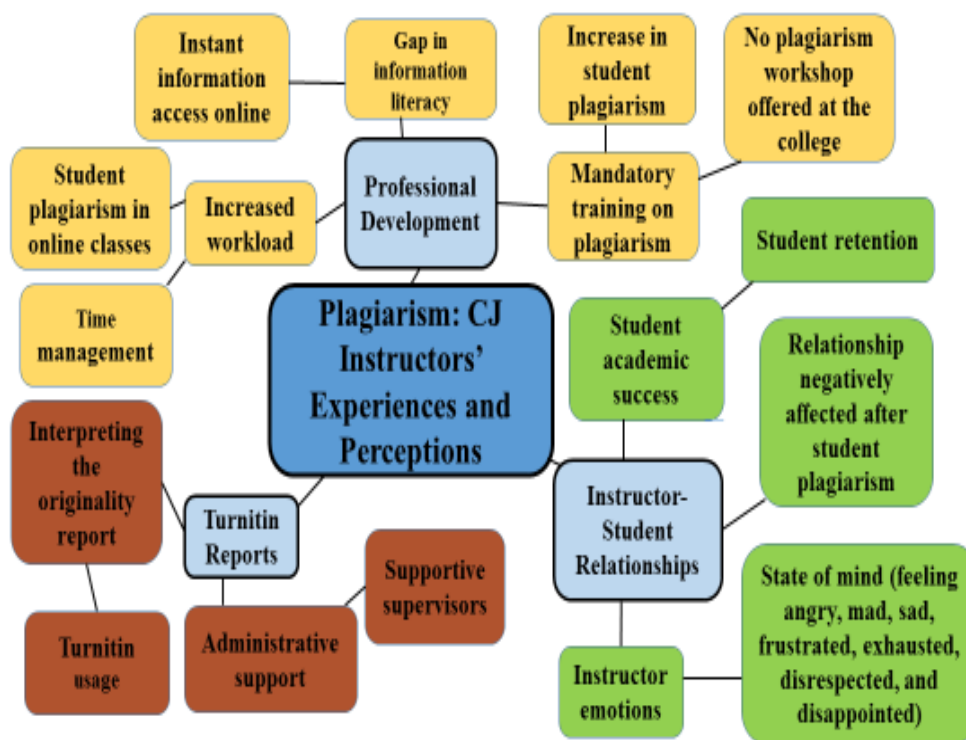 Instant
information
access online
Gap in
information
literacy
Increase in
student
plagiarism
No plagiarism
workshop
offered at the
college
Student
plagiarism in
online classes
Increased
workload
Professional
Development
Mandatory
training on
plagiarism
Time
management
Plagiarism: CJ
Instructors’
Experiences and
Perceptions
Student retention
Student
academic
success
Relationship
negatively
affected after
student
plagiarism
Interpreting
the
originality
report
Turnitin
Reports
Instructor-
Student
Relationships
Turnitin
usage
Administrative
support
Supportive
supervisors
Instructor
emotions
State of mind (feeling
angry, mad, sad,
frustrated, exhausted,
disrespected, and
disappointed)